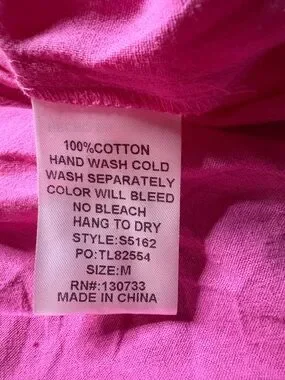 100%COTTON
HAND WASH COLD
WASH SEPARATELY
COLOR WILL BLEED
NO BLEACH
HANG TO DRY
STYLE:S5162
PO:TL82554
SIZE:M
RN#:130733
MADE IN CHINA